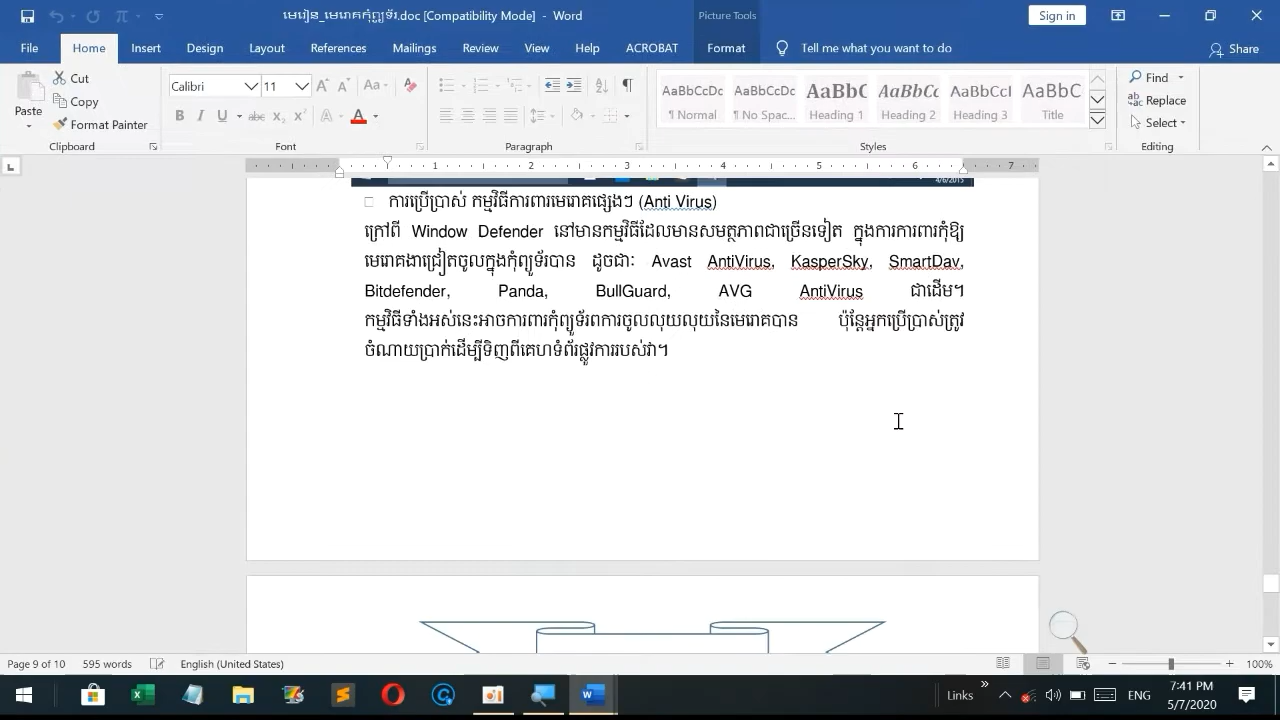 មេរៀន_មេរោគកុំព្យូទ័រ.doc [Compatibility Mode] - Word
Picture Tools
Sign in
File Home Insert Design Layout References Mailings Review View Help ACROBAT Format Tell me what you want to do Share
Paste
Cut
Copy
Format Painter
Clipboard
Calibri 11
Font
Paragraph
AaBbCcDc AaBbCcDc AaBbC AaBbCc AaBbCcI AaBbC
¶ Normal ¶ No Spac... Heading 1 Heading 2 Heading 3 Title
Styles
Find
Replace
Select
Editing
1 2 3 4 5 6 7
4/6/2015
ការប្រើប្រាស់ កម្មវិធីការពារមេរោគផ្សេងៗ (Anti Virus)
ក្រៅពី Window Defender នៅមានកម្មវិធីដែលមានសមត្ថភាពជាច្រើនទៀត ក្នុងការការពារកុំឱ្យ
មេរោគងាជ្រៀតចូលក្នុងកុំព្យូទ័របាន ដូចជា: Avast AntiVirus, KasperSky, SmartDav,
Bitdefender, Panda, BullGuard, AVG AntiVirus ជាដើម។
កម្មវិធីទាំងអស់នេះអាចការពារកុំព្យូទ័រពការចូលលុយលុយនៃមេរោគបាន ប៉ុន្តែអ្នកប្រើប្រាស់ត្រូវ
ចំណាយប្រាក់ដើម្បីទិញពីគេហទំព័រផ្លូវការរបស់វា។
Page 9 of 10 595 words English (United States) 100%
Links ENG 7:41 PM
5/7/2020